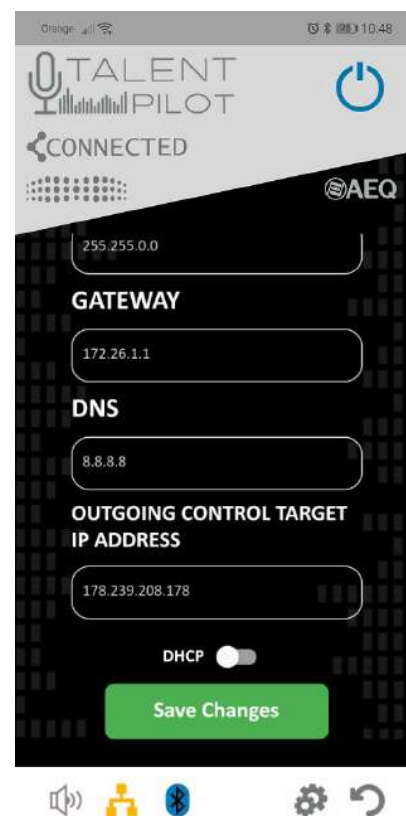 Orange 10:48
TALENT
PILOT
CONNECTED
AEQ
255.255.0.0
GATEWAY
172.26.1.1
DNS
8.8.8.8
OUTGOING CONTROL TARGET
IP ADDRESS
178.239.208.178
DHCP
Save Changes